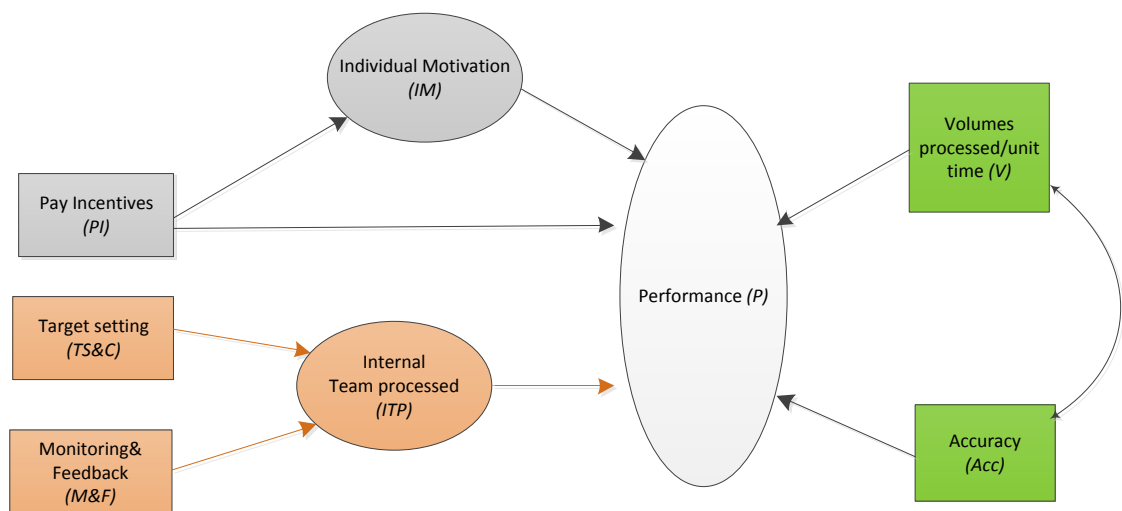 Individual Motivation
(IM)
Pay Incentives
(PI)
Target setting
(TS&C)
Monitoring&
Feedback
(M&F)
Internal
Team processed
(ITP)
Performance (P)
Volumes
processed/unit
time (V)
Accuracy
(Acc)